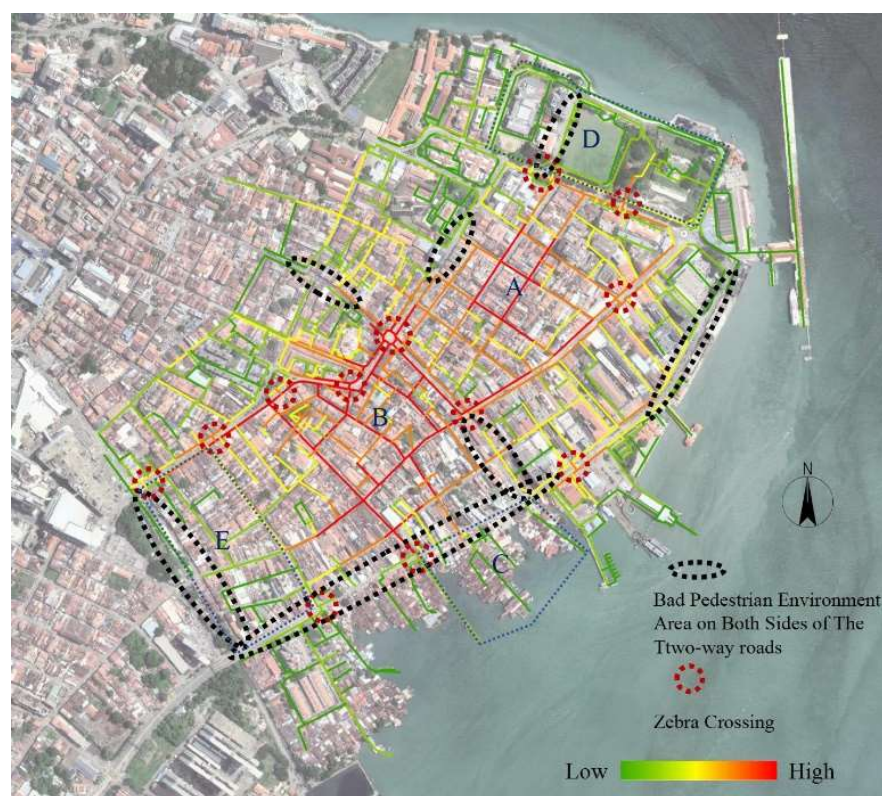 D
A
B
E
C
N
Bad Pedestrian Environment
Area on Both Sides of The
Ttwo-way roads
Zebra Crossing
Low
High